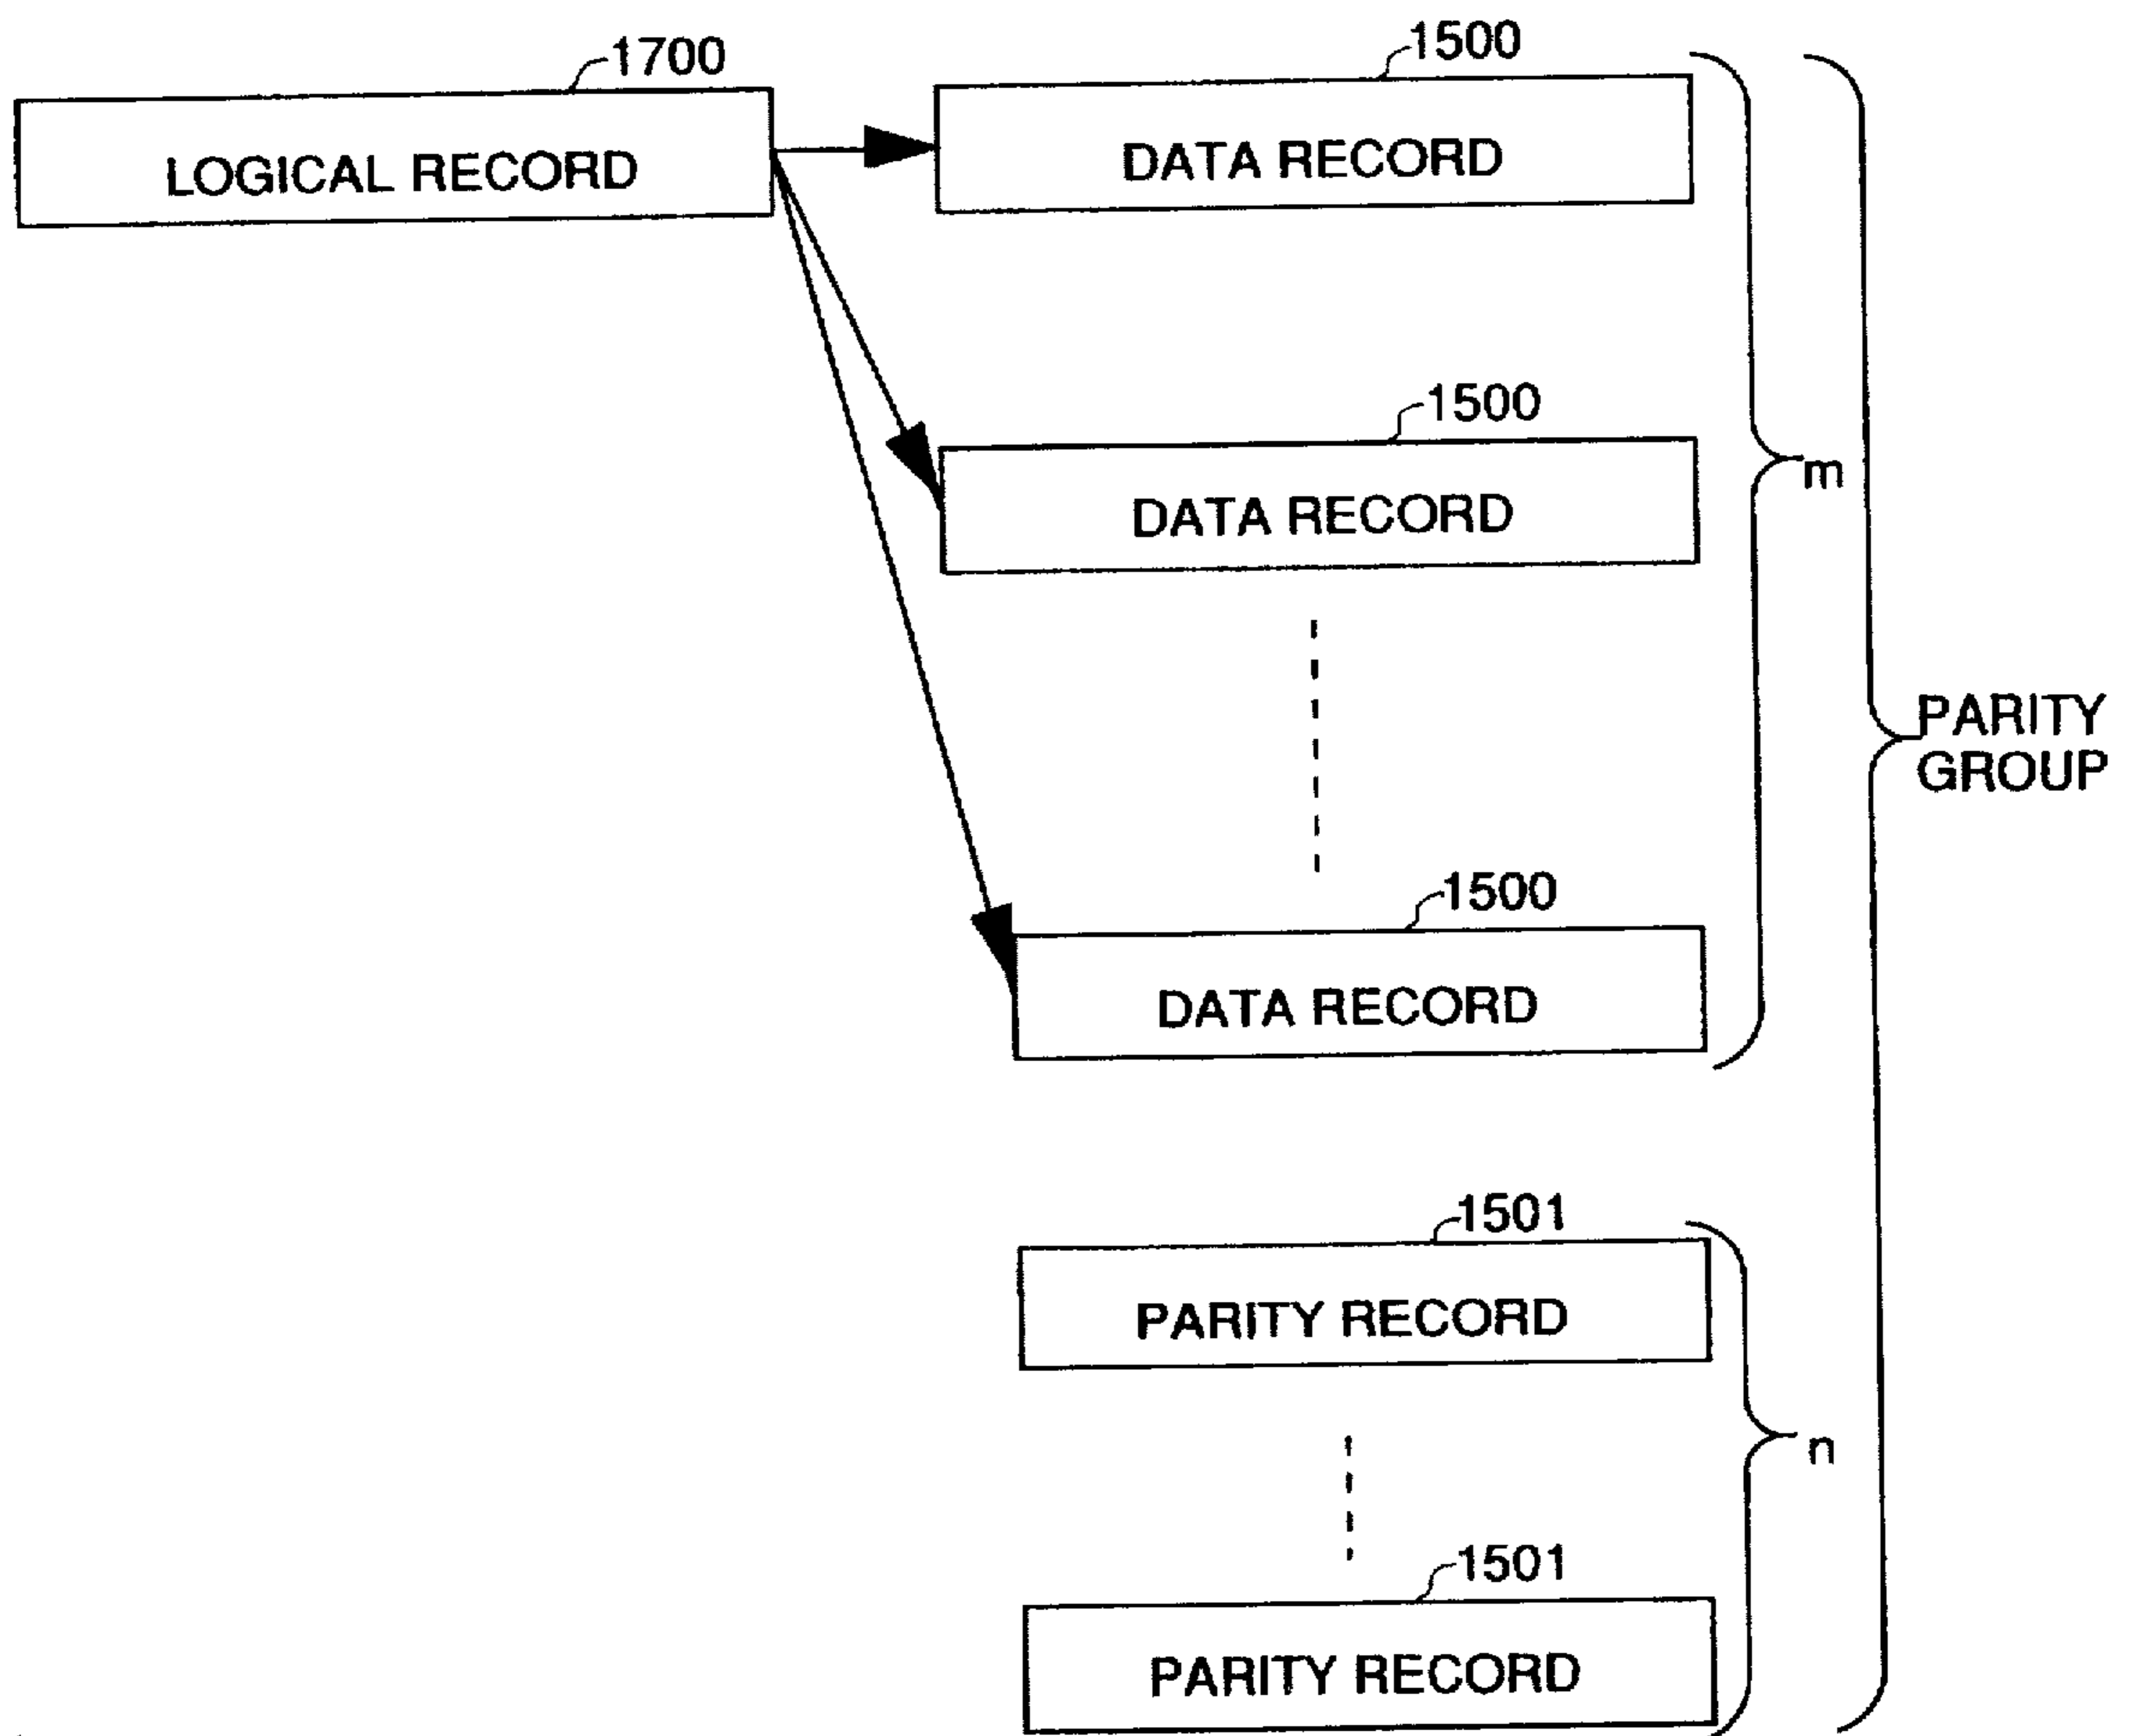 1700
LOGICAL RECORD
1500
DATA RECORD
1500
DATA RECORD
m
PARITY
GROUP
1500
DATA RECORD
1501
PARITY RECORD
n
1501
PARITY RECORD